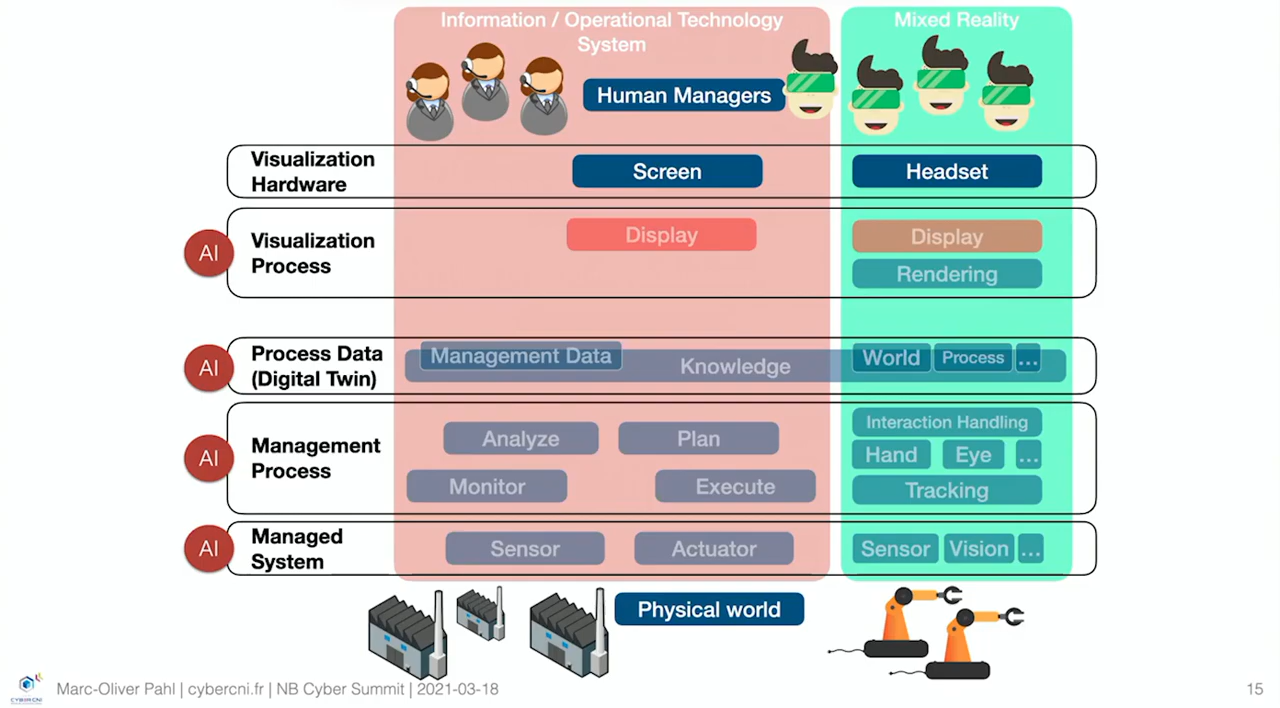 Information / Operational Technology
System
Mixed Reality
Human Managers
Visualization
Hardware
Screen
Headset
AI
Visualization
Process
Display
Display
Rendering
AI
Process Data
(Digital Twin)
Management Data
Knowledge
World
Process
...
AI
Management
Process
Analyze
Plan
Monitor
Execute
Interaction Handling
Hand
Eye
...
Tracking
AI
Managed
System
Sensor
Actuator
Sensor
Vision
...
Physical world
CYBERCNI
Marc-Oliver Pahl | cybercni.fr | NB Cyber Summit | 2021-03-18
15